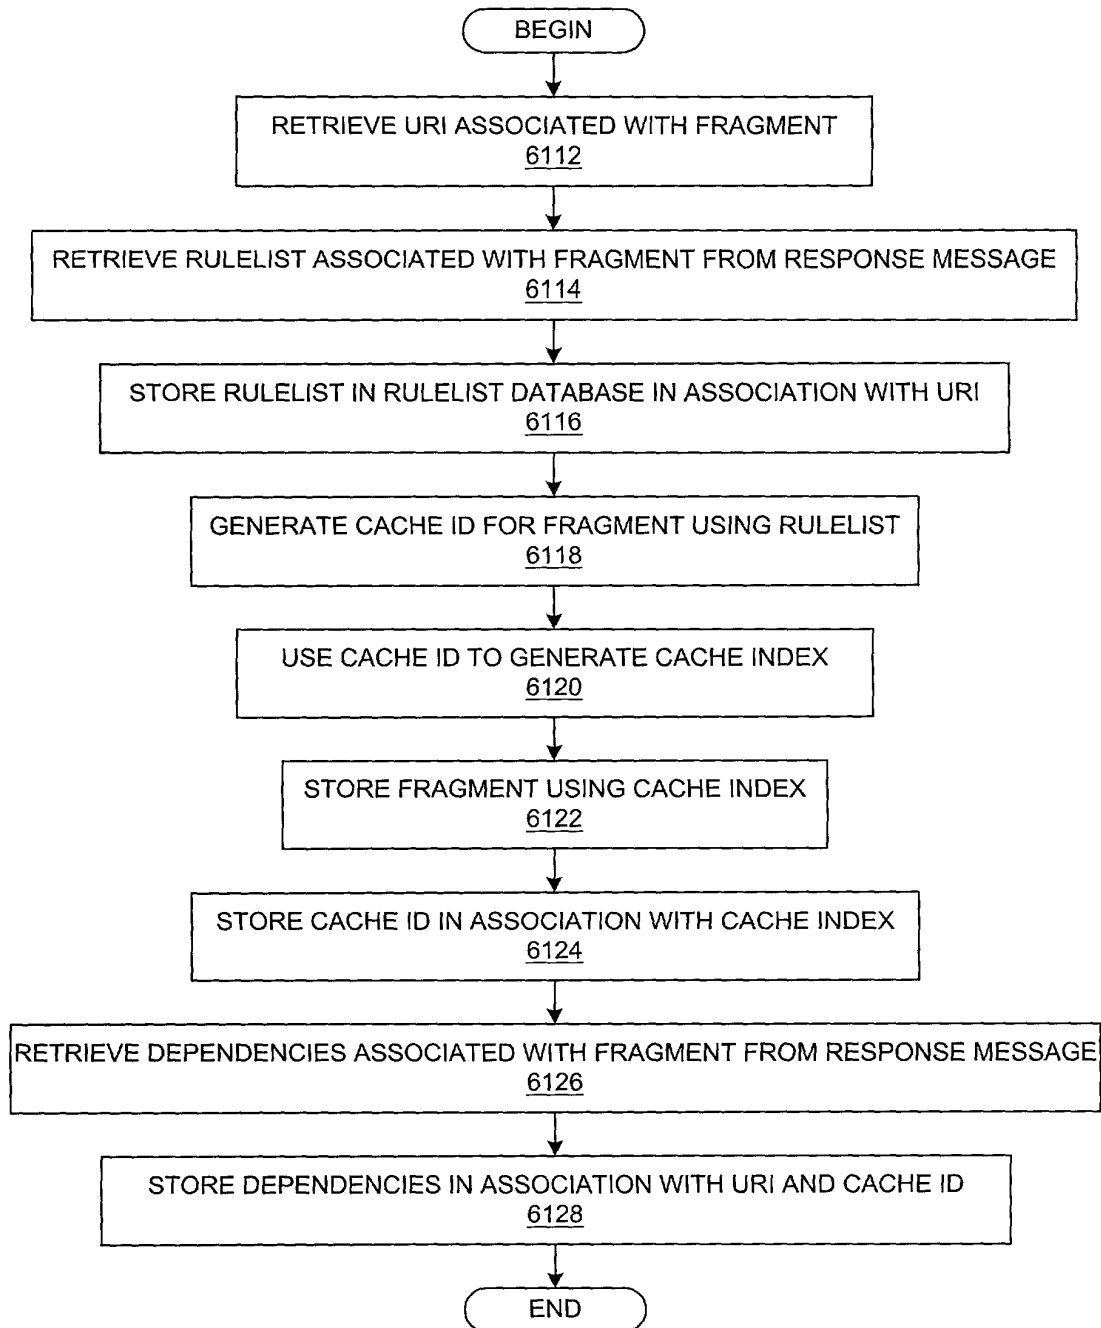 BEGIN
RETRIEVE URI ASSOCIATED WITH FRAGMENT
6112
RETRIEVE RULELIST ASSOCIATED WITH FRAGMENT FROM RESPONSE MESSAGE
6114
STORE RULELIST IN RULELIST DATABASE IN ASSOCIATION WITH URI
6116
GENERATE CACHE ID FOR FRAGMENT USING RULELIST
6118
USE CACHE ID TO GENERATE CACHE INDEX
6120
STORE FRAGMENT USING CACHE INDEX
6122
STORE CACHE ID IN ASSOCIATION WITH CACHE INDEX
6124
RETRIEVE DEPENDENCIES ASSOCIATED WITH FRAGMENT FROM RESPONSE MESSAGE
6126
STORE DEPENDENCIES IN ASSOCIATION WITH URI AND CACHE ID
6128
END